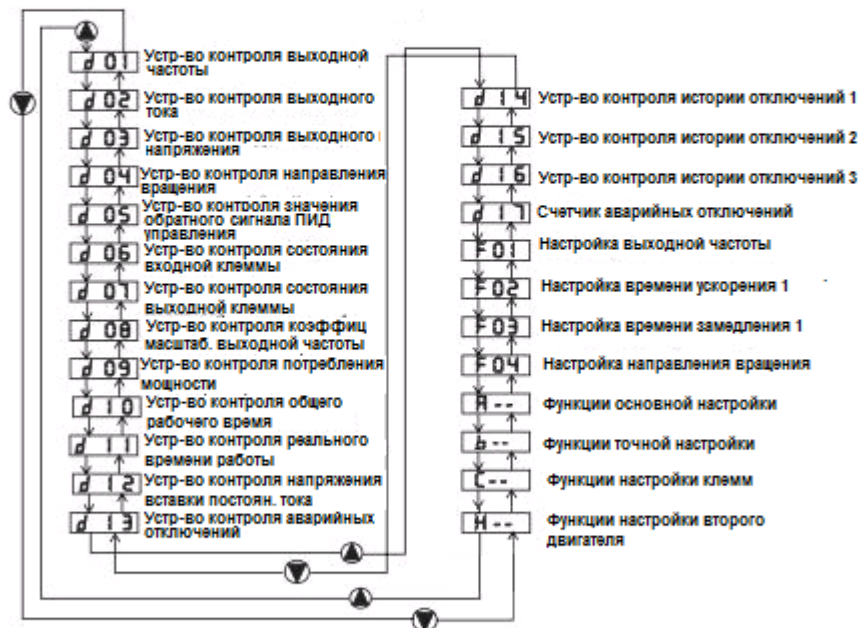 d 01 Устр-во контроля выходной
частоты
d 02 Устр-во контроля выходного
тока
d 03 Устр-во контроля выходного
напряжения
d 04 Устр-во контроля направления
вращения
d 05 Устр-во контроля значения
обратного сигнала ПИД
управления
d 06 Устр-во контроля состояния
входной клеммы
d 07 Устр-во контроля состояния
выходной клеммы
d 08 Устр-во контроля коэффиц
масштаб. выходной частоты
d 09 Устр-во контроля потребления
мощности
d 10 Устр-во контроля общего
рабочего время
d 11 Устр-во контроля реального
времени работы
d 12 Устр-во контроля напряжения
вставки постоян. тока
d 13 Устр-во контроля аварийных
отключений
d 14 Устр-во контроля истории отключений 1
d 15 Устр-во контроля истории отключений 2
d 16 Устр-во контроля истории отключений 3
d 17 Счетчик аварийных отключений
F 01 Настройка выходной частоты
F 02 Настройка времени ускорения 1
F 03 Настройка времени замедления 1
F 04 Настройка направления вращения
A-- Функции основной настройки
b-- Функции точной настройки
C-- Функции настройки клемм
H-- Функции настройки второго
двигателя